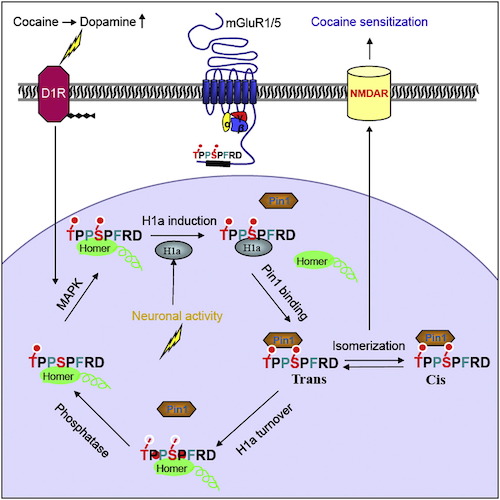 Cocaine → Dopamine ↑
mGluR1/5
Cocaine sensitization
D1R
NMDAR
γ
α
β
TPPSPFRD
Pin1
H1a induction
TPPSPFRD
Homer
H1a
TPPSPFRD
H1a
Homer
MAPK
Pin1 binding
Neuronal activity
Pin1
TPPSPFRD
Trans
Isomerization
Pin1
TPPSPFRD
Cis
TPPSPFRD
Homer
Phosphatase
Pin1
H1a turnover
TPPSPFRD
Homer